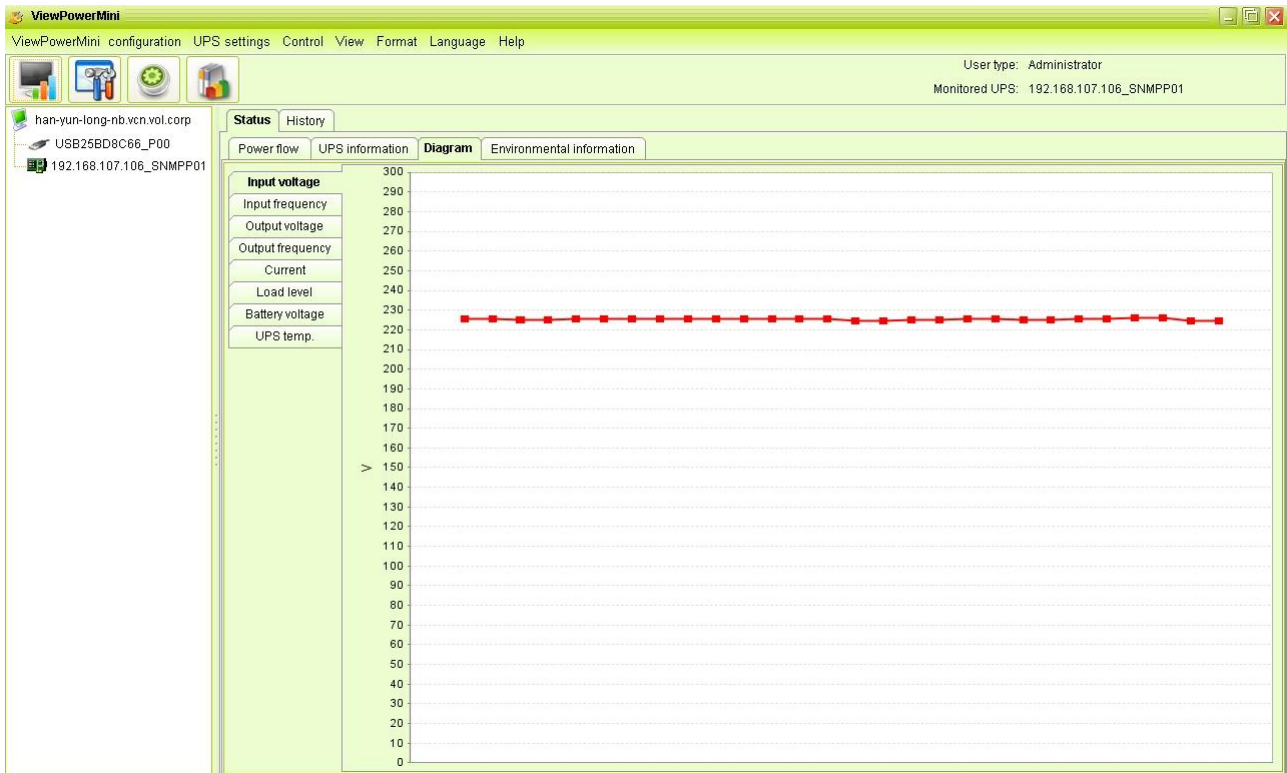 ViewPowerMini
ViewPowerMini configuration UPS settings Control View Format Language Help
User type: Administrator
Monitored UPS: 192.168.107.106_SNMPP01
han-yun-long-nb.vcn.vol.corp
USB25BD8C66_P00
192.168.107.106_SNMPP01
Status History
Power flow UPS information Diagram Environmental information
Input voltage
Input frequency
Output voltage
Output frequency
Current
Load level
Battery voltage
UPS temp.
V
300
290
280
270
260
250
240
230
220
210
200
190
180
170
160
150
140
130
120
110
100
90
80
70
60
50
40
30
20
10
0